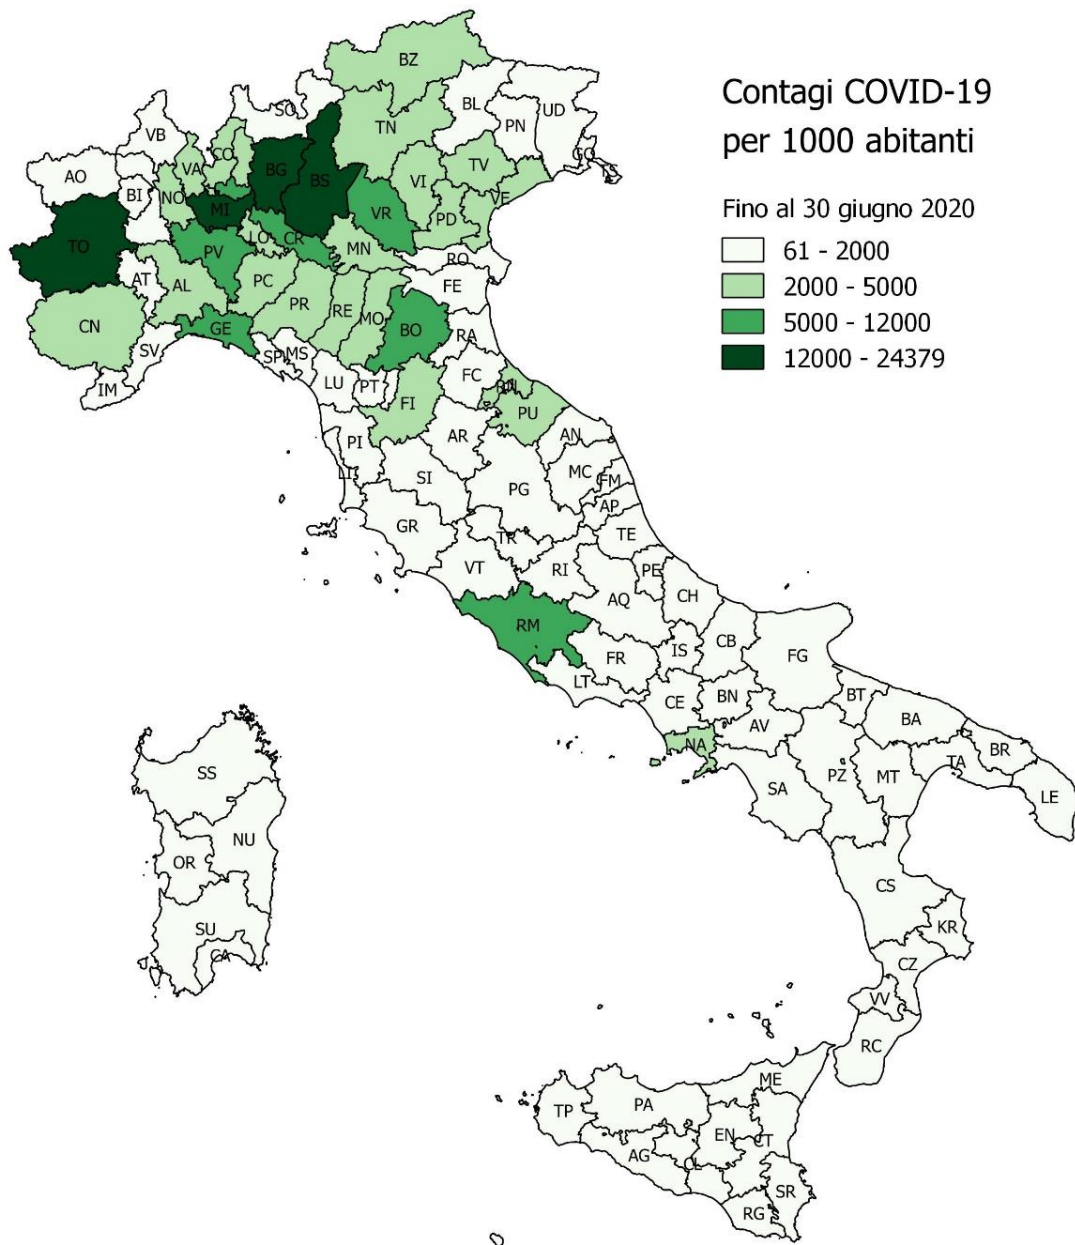 Contagi COVID-19
per 1000 abitanti
Fino al 30 giugno 2020
61 - 2000
2000 - 5000
5000 - 12000
12000 - 24379
BZ
SO
BL
UD
VB
TN
PN
CO
GO
AO
VA
BG
BS
VI
TV
BI
NO
MI
VR
PD
VE
TO
PV
LO
CR
MN
RO
AT
AL
PC
FE
CN
PR
RE
MO
BO
GE
RA
SV
SP
MS
IM
LU
PT
FC
RN
FI
PU
PI
AR
AN
LI
SI
MC
FM
PG
AP
GR
TR
TE
VT
RI
PE
AQ
CH
RM
FR
IS
CB
FG
LT
CE
BN
BT
AV
BA
NA
BR
SS
SA
PZ
MT
TA
LE
NU
OR
CS
SU
KR
CA
CZ
VV
RC
ME
TP
PA
EN
CT
AG
CL
SR
RG